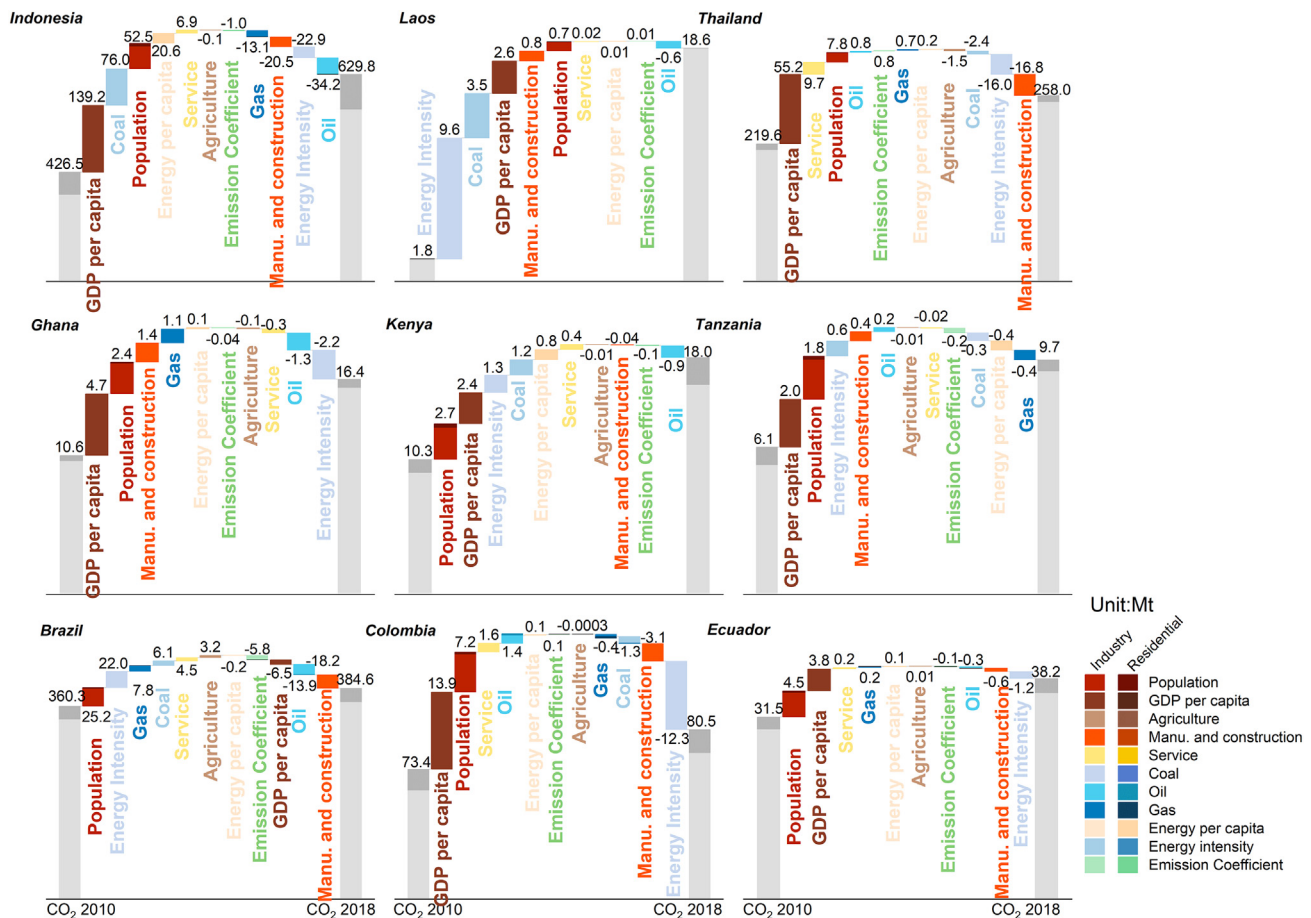 Indonesia
426.5
139.2
76.0
52.5
20.6
6.9
-0.1
-1.0
-13.1
-20.5
-22.9
-34.2
629.8
GDP per capita
Coal
Population
Energy per capita
Service
Agriculture
Emission Coefficient
Gas
Manu. and construction
Energy Intensity
Oil
Laos
1.8
9.6
3.5
2.6
0.8
0.7
0.02
0.01
0.01
-0.6
18.6
Energy Intensity
Coal
GDP per capita
Manu. and construction
Population
Service
Energy per capita
Emission Coefficient
Oil
Thailand
219.6
55.2
9.7
7.8
0.8
0.8
0.7
0.2
-1.5
-2.4
-16.0
-16.8
258.0
GDP per capita
Service
Population
Oil
Emission Coefficient
Gas
Energy per capita
Agriculture
Coal
Energy Intensity
Manu. and construction
Ghana
10.6
4.7
2.4
1.4
1.1
0.1
-0.04
-0.1
-0.3
-1.3
-2.2
16.4
GDP per capita
Population
Manu. and construction
Gas
Energy per capita
Emission Coefficient
Agriculture
Service
Oil
Energy Intensity
Kenya
10.3
2.7
2.4
1.3
1.2
0.8
0.4
-0.01
-0.04
-0.1
-0.9
18.0
Population
GDP per capita
Energy Intensity
Coal
Energy per capita
Service
Agriculture
Manu. and construction
Emission Coefficient
Oil
Tanzania
6.1
2.0
1.8
0.6
0.4
0.2
-0.01
-0.02
-0.2
-0.3
-0.4
-0.4
9.7
GDP per capita
Population
Energy Intensity
Manu. and construction
Oil
Agriculture
Service
Emission Coefficient
Coal
Energy per capita
Gas
Brazil
360.3
25.2
22.0
7.8
6.1
4.5
3.2
-0.2
-5.8
-6.5
-13.9
-18.2
384.6
Population
Energy Intensity
Gas
Coal
Service
Agriculture
Energy per capita
Emission Coefficient
GDP per capita
Oil
Manu. and construction
CO₂ 2010
CO₂ 2018
Colombia
73.4
13.9
7.2
1.6
1.4
0.1
0.1
-0.0003
-0.4
-1.3
-3.1
-12.3
80.5
GDP per capita
Population
Service
Oil
Energy per capita
Emission Coefficient
Agriculture
Gas
Coal
Manu. and construction
Energy Intensity
CO₂ 2010
CO₂ 2018
Ecuador
31.5
4.5
3.8
0.2
0.2
0.1
0.01
-0.1
-0.3
-0.6
-1.2
38.2
Population
GDP per capita
Service
Gas
Energy per capita
Agriculture
Emission Coefficient
Oil
Manu. and construction
Energy Intensity
CO₂ 2010
CO₂ 2018
Unit:Mt
Industry
Residential
Population
GDP per capita
Agriculture
Manu. and construction
Service
Coal
Oil
Gas
Energy per capita
Energy intensity
Emission Coefficient